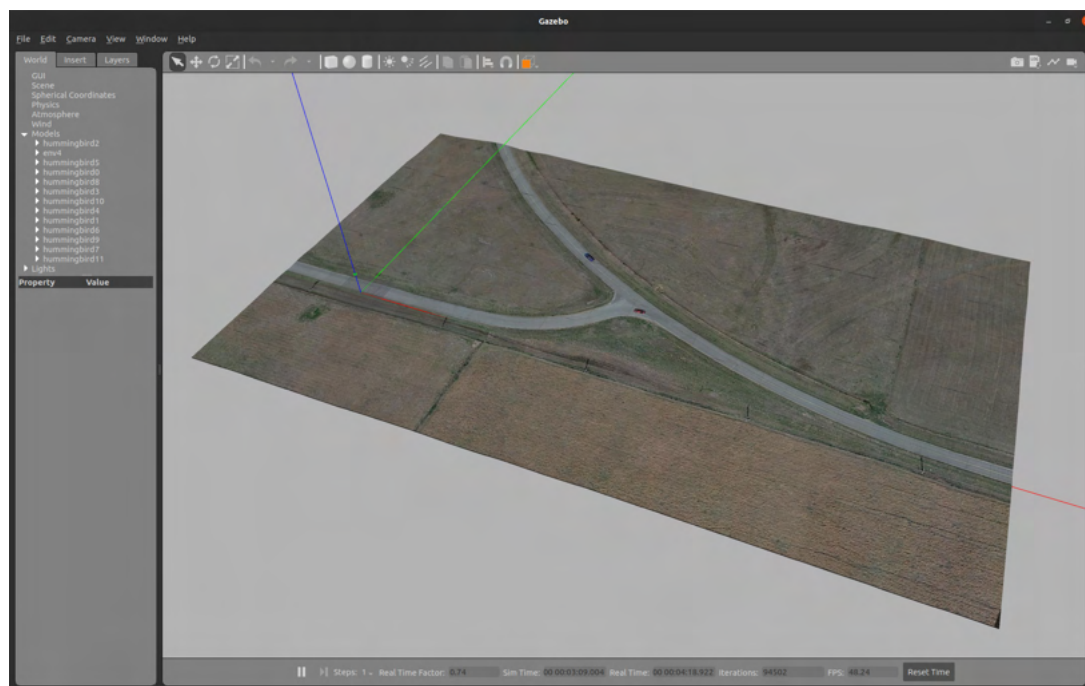 Gazebo
File Edit Camera View Window Help
World Insert Layers
GUI
Scene
Spherical Coordinates
Physics
Atmosphere
Wind
Models
hummingbird2
env4
hummingbird5
hummingbird0
hummingbird8
hummingbird3
hummingbird10
hummingbird4
hummingbird1
hummingbird6
hummingbird9
hummingbird7
hummingbird11
Lights
Property Value
Steps: 1 Real Time Factor: 0.74 Sim Time: 00 00:03:09.004 Real Time: 00 00:04:18.922 Iterations: 94502 FPS: 48.24 Reset Time